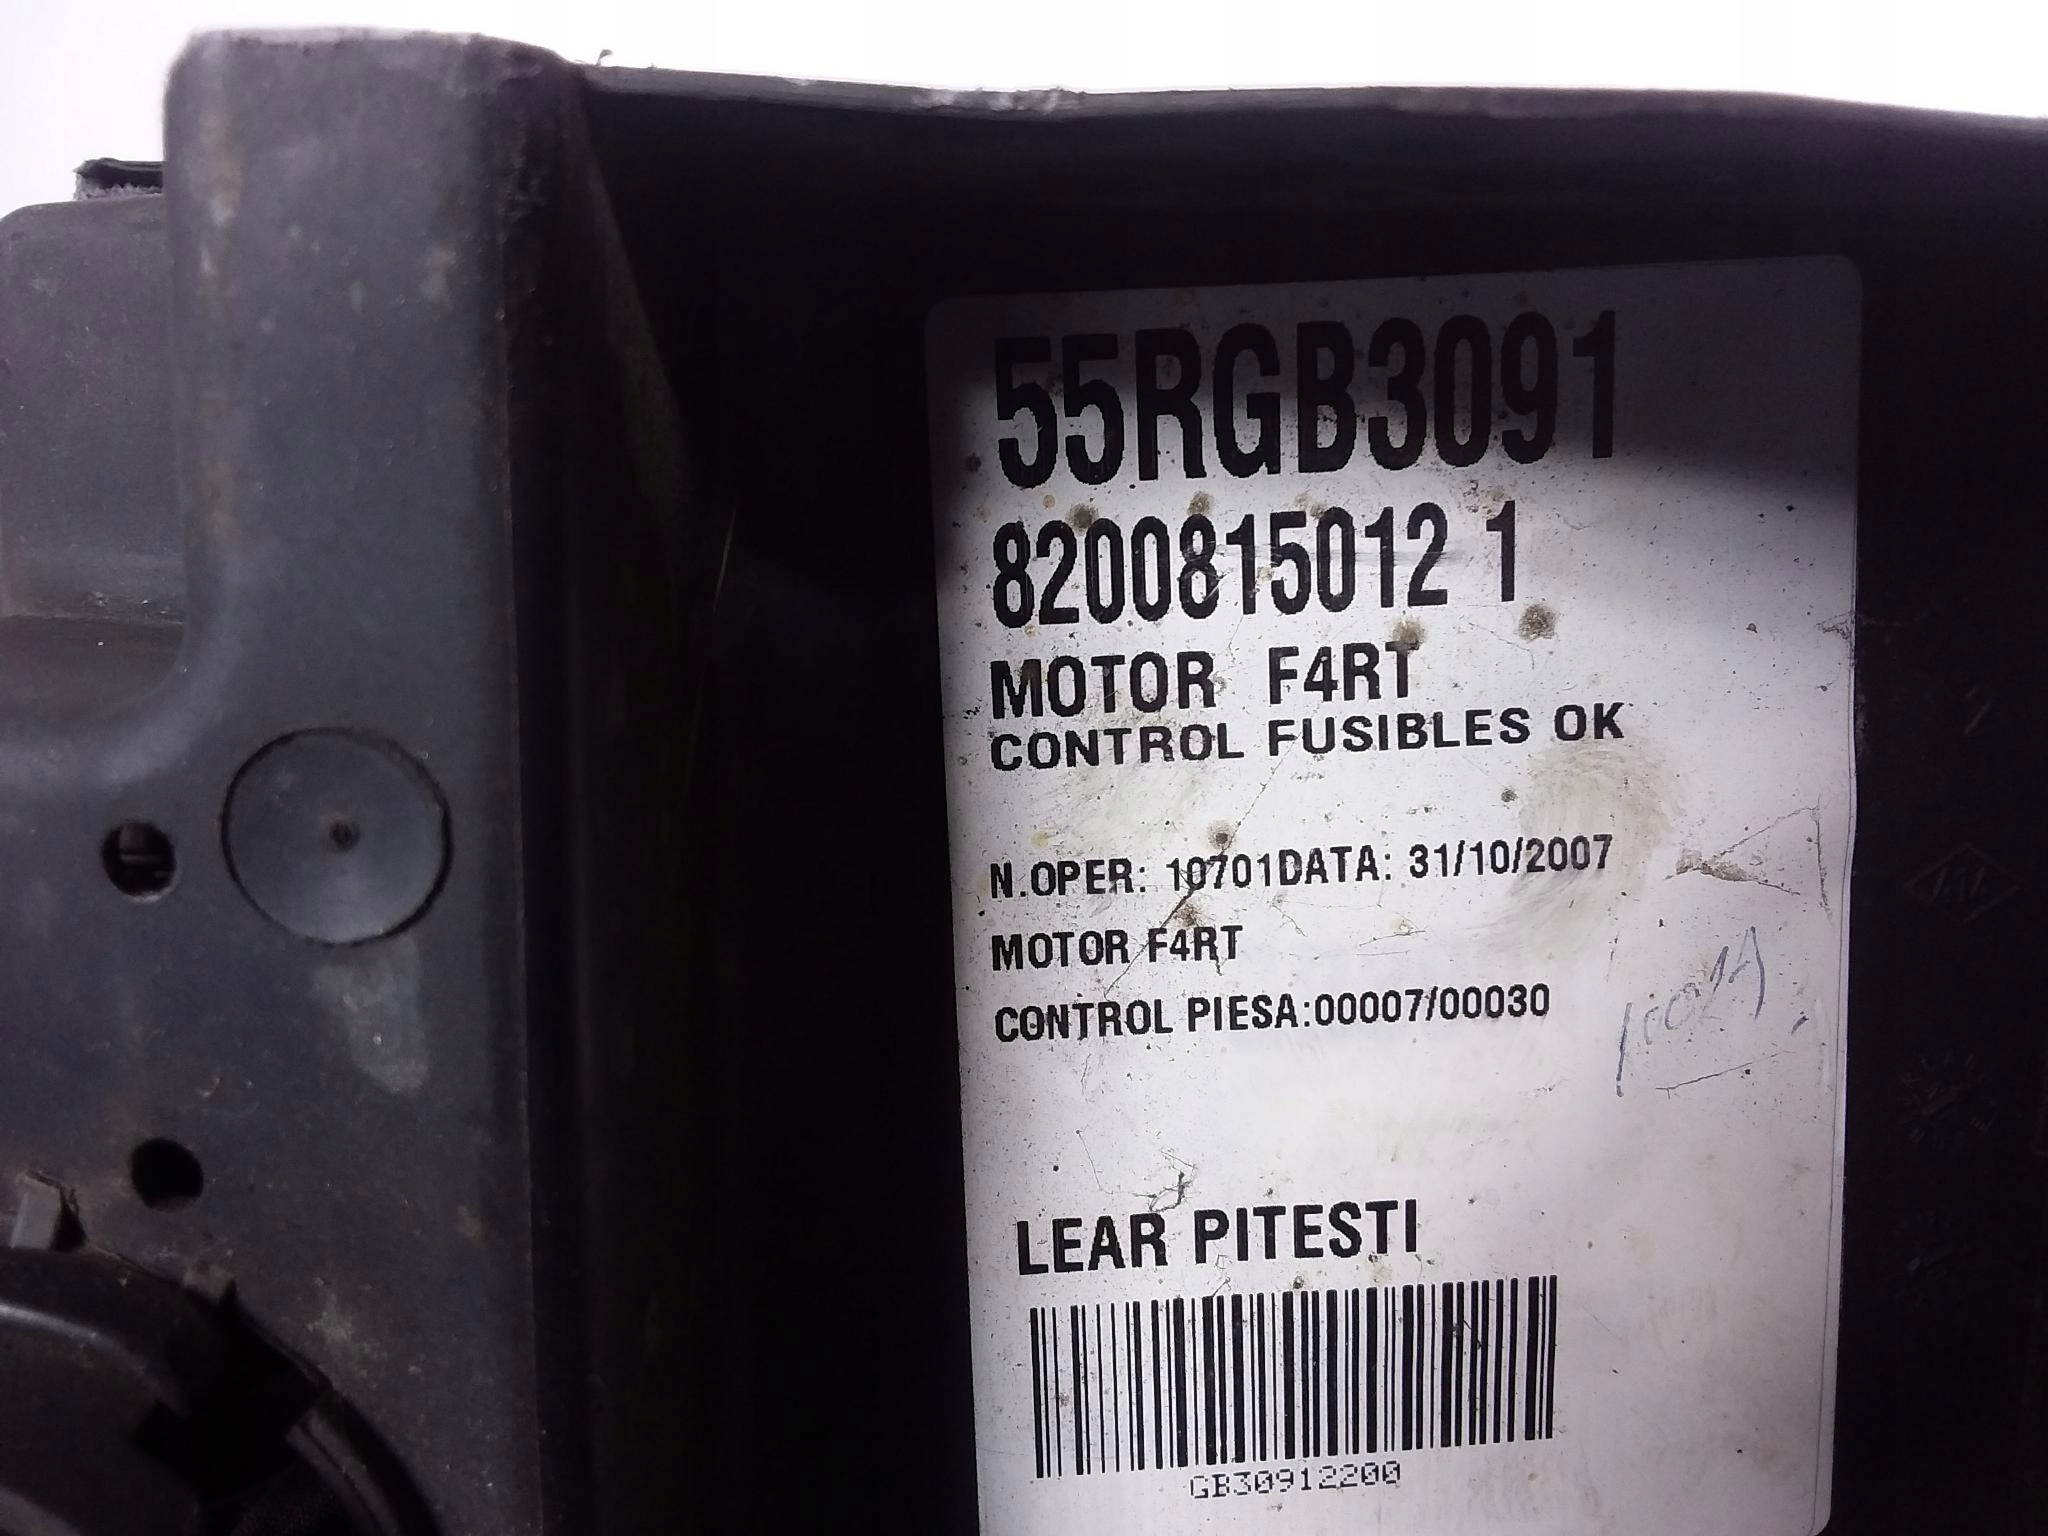 55RGB3091
8200815012 1
MOTOR F4RT
CONTROL FUSIBLES OK
N.OPER: 10701DATA: 31/10/2007
MOTOR F4RT
CONTROL PIESA:00007/00030
LEAR PITESTI
GB30912200